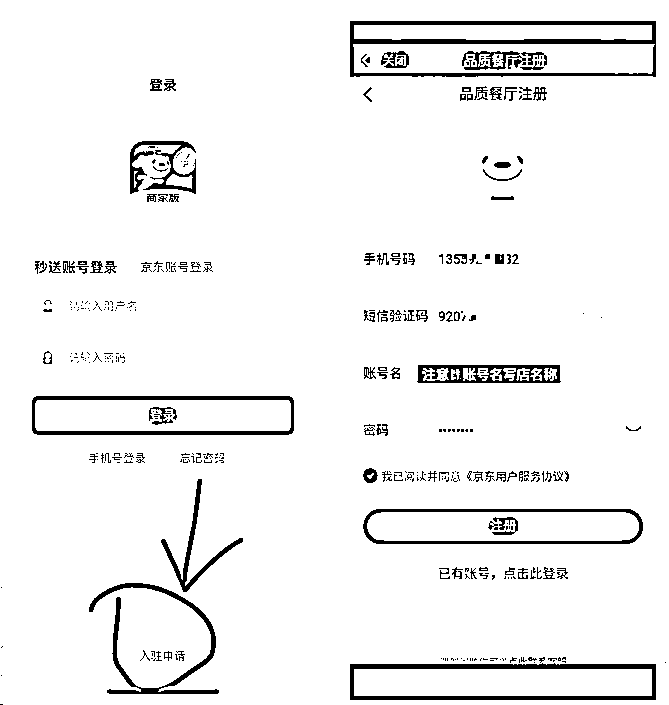 登录
商家版
秒送账号登录 京东账号登录
请输入用户名
请输入密码
登录
手机号登录 忘记密码
入驻申请
关闭 品质餐厅注册
品质餐厅注册
手机号码
短信验证码 920
账号名 注意：账号名写店名称
密码 ••••••••
我已阅读并同意《京东用户服务协议》
注册
已有账号，点击此登录